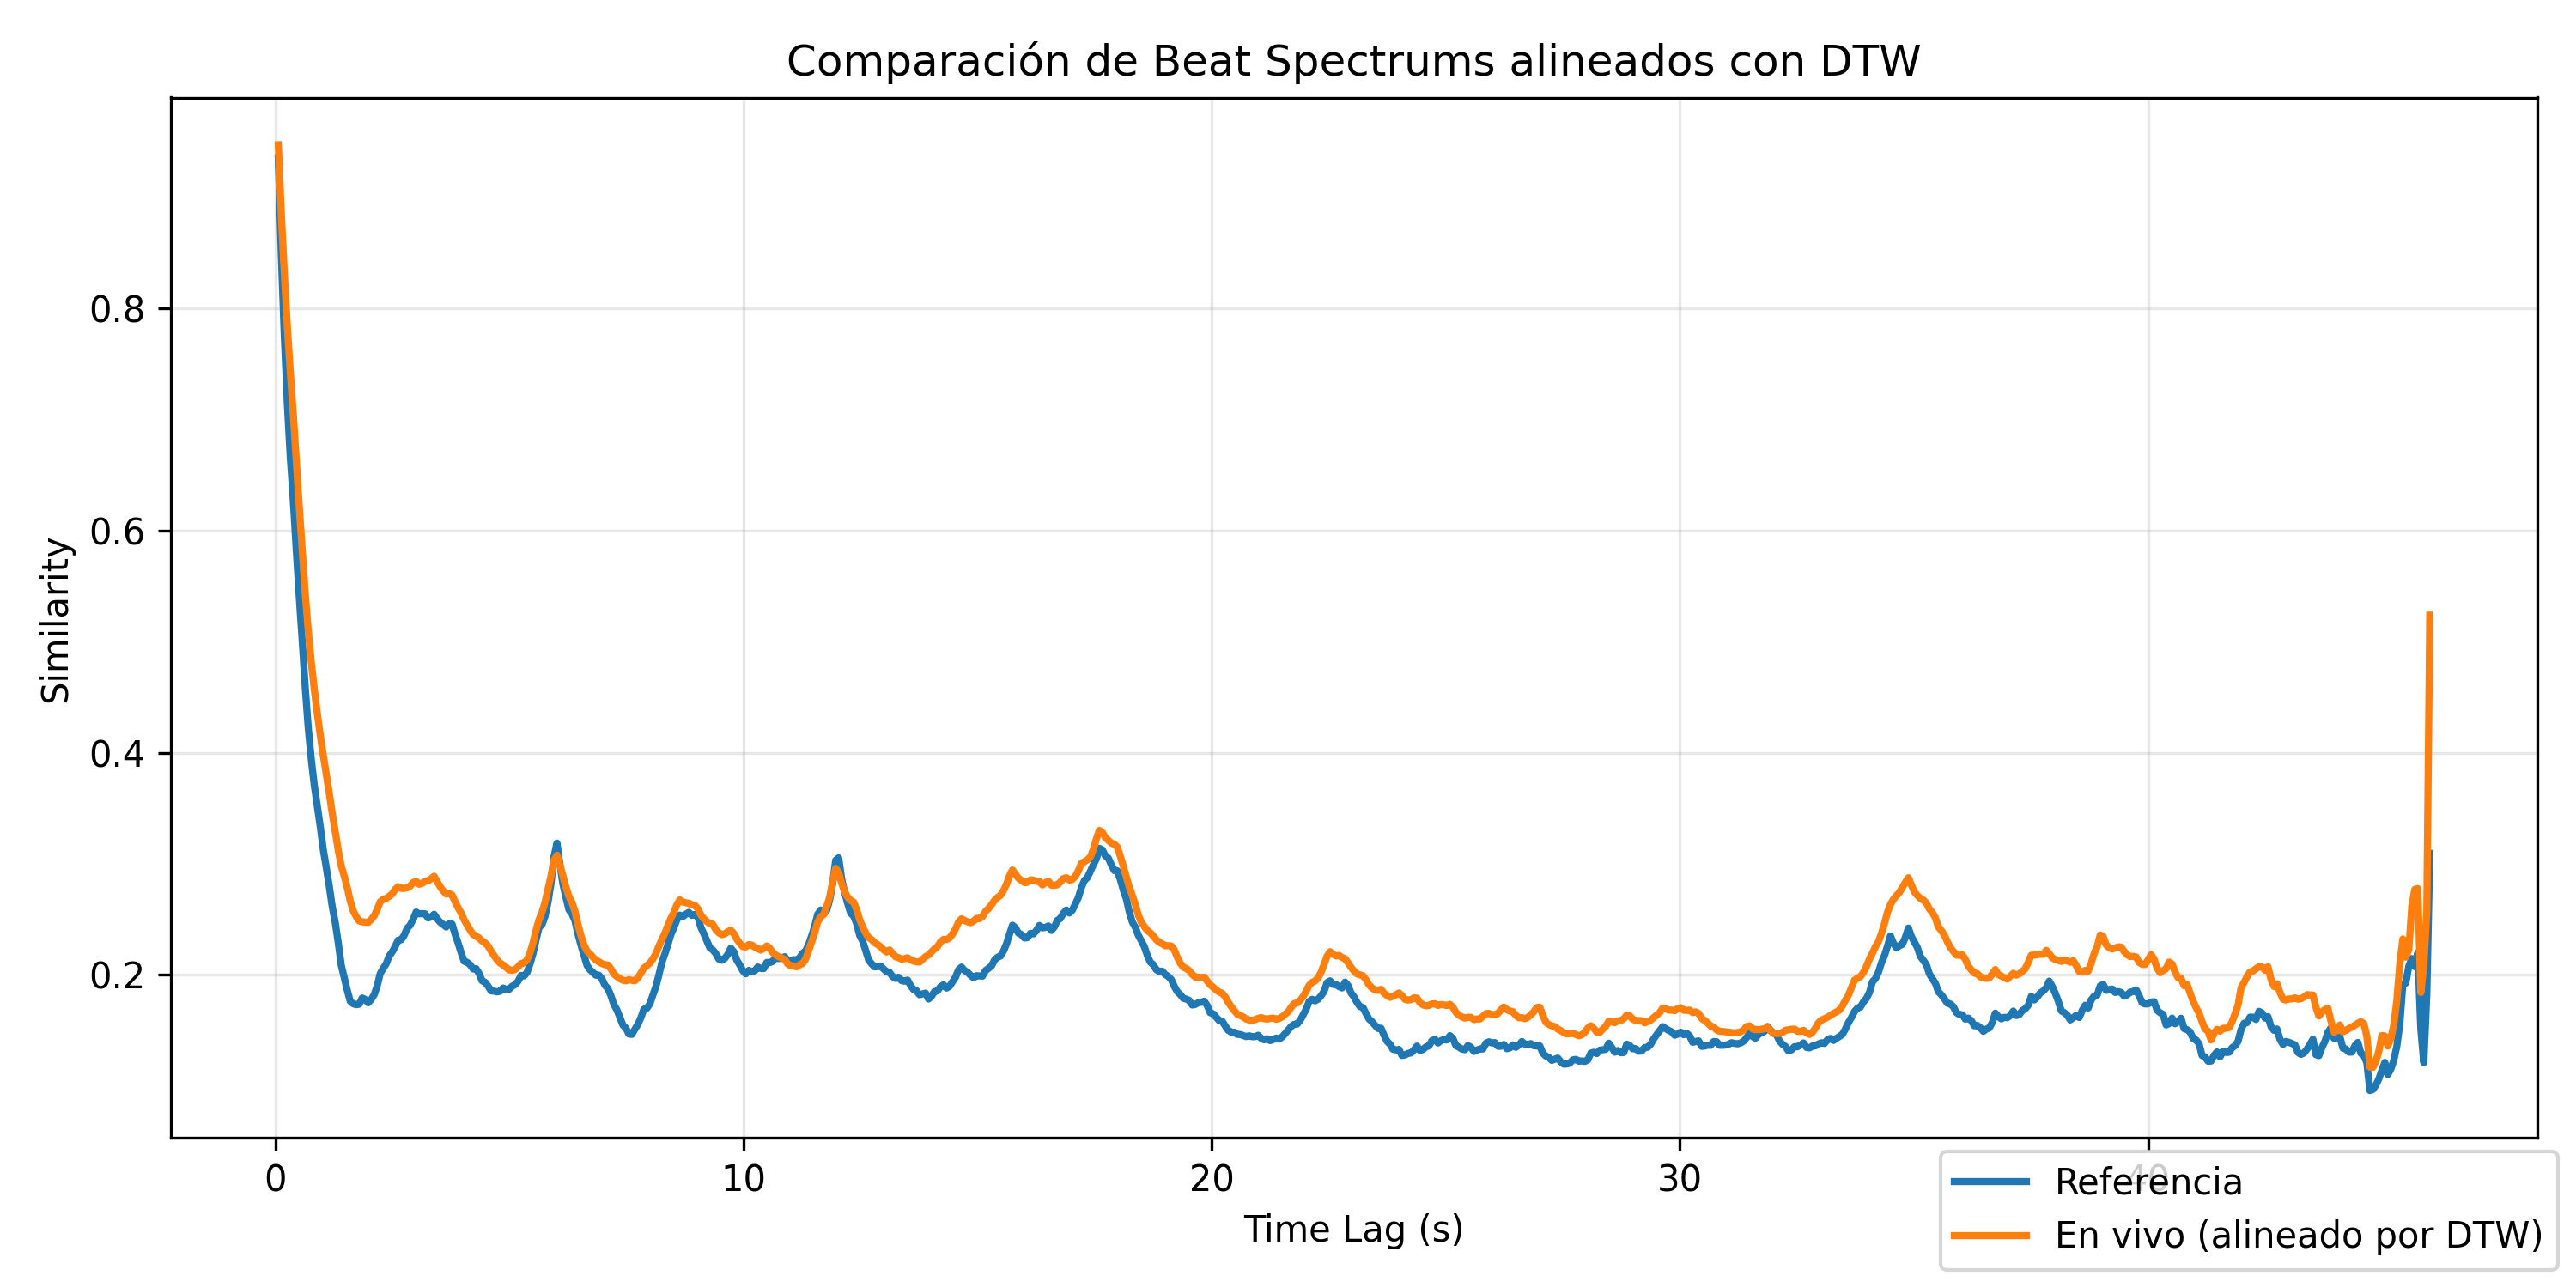 Comparación de Beat Spectrums alineados con DTW
Similarity
0.8
0.6
0.4
0.2
0 10 20 30 40
Time Lag (s)
Referencia
En vivo (alineado por DTW)